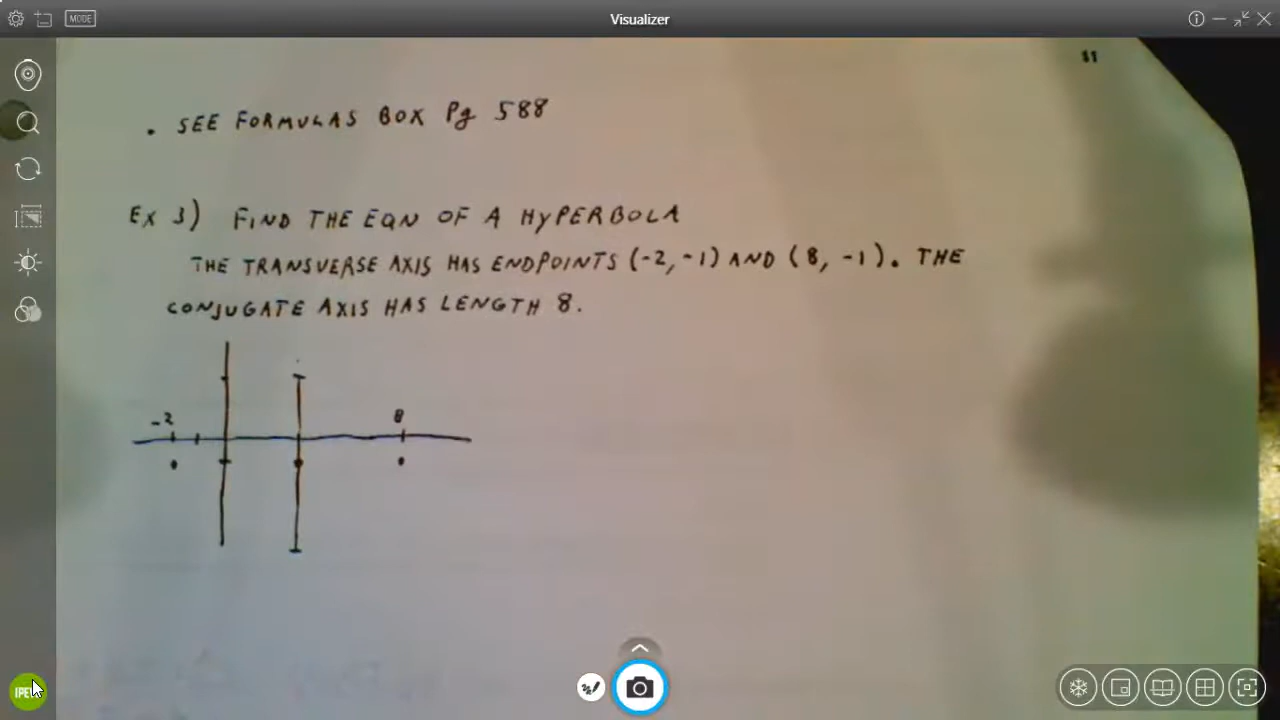 MODE
Visualizer
11
. SEE FORMULAS BOX Pg 588
EX 3) FIND THE EQN OF A HyPERBOLA
THE TRANSVERSE AXIS HAS ENDPOINTS (-2,-1) AND (8, -1). THE
CONJUGATE AXIS HAS LENGTH 8.
-2
8